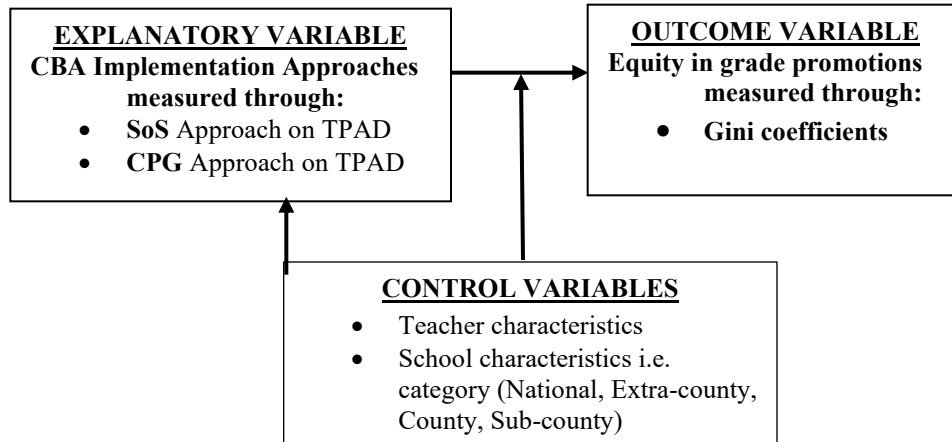 EXPLANATORY VARIABLE
CBA Implementation Approaches
measured through:
• SoS Approach on TPAD
• CPG Approach on TPAD
OUTCOME VARIABLE
Equity in grade promotions
measured through:
• Gini coefficients
CONTROL VARIABLES
• Teacher characteristics
• School characteristics i.e.
category (National, Extra-county,
County, Sub-county)